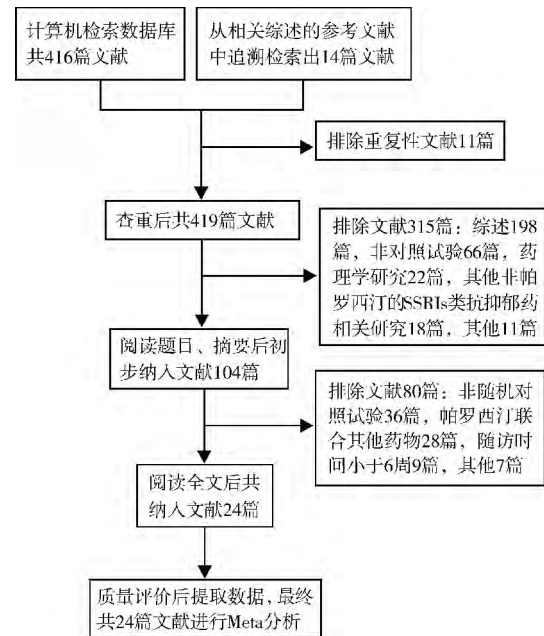 计算机检索数据库
共416篇文献
从相关综述的参考文献
中追溯检索出14篇文献
排除重复性文献11篇
查重后共419篇文献
排除文献315篇：综述198
篇，非对照试验66篇，药
理学研究22篇，其他非帕
罗西汀的SSRIs类抗抑郁药
相关研究18篇，其他11篇
阅读题目、摘要后初
步纳入文献104篇
排除文献80篇：非随机对
照试验36篇，帕罗西汀联
合其他药物28篇，随访时
间小于6周9篇，其他7篇
阅读全文后共
纳入文献24篇
质量评价后提取数据，最终
共24篇文献进行Meta分析